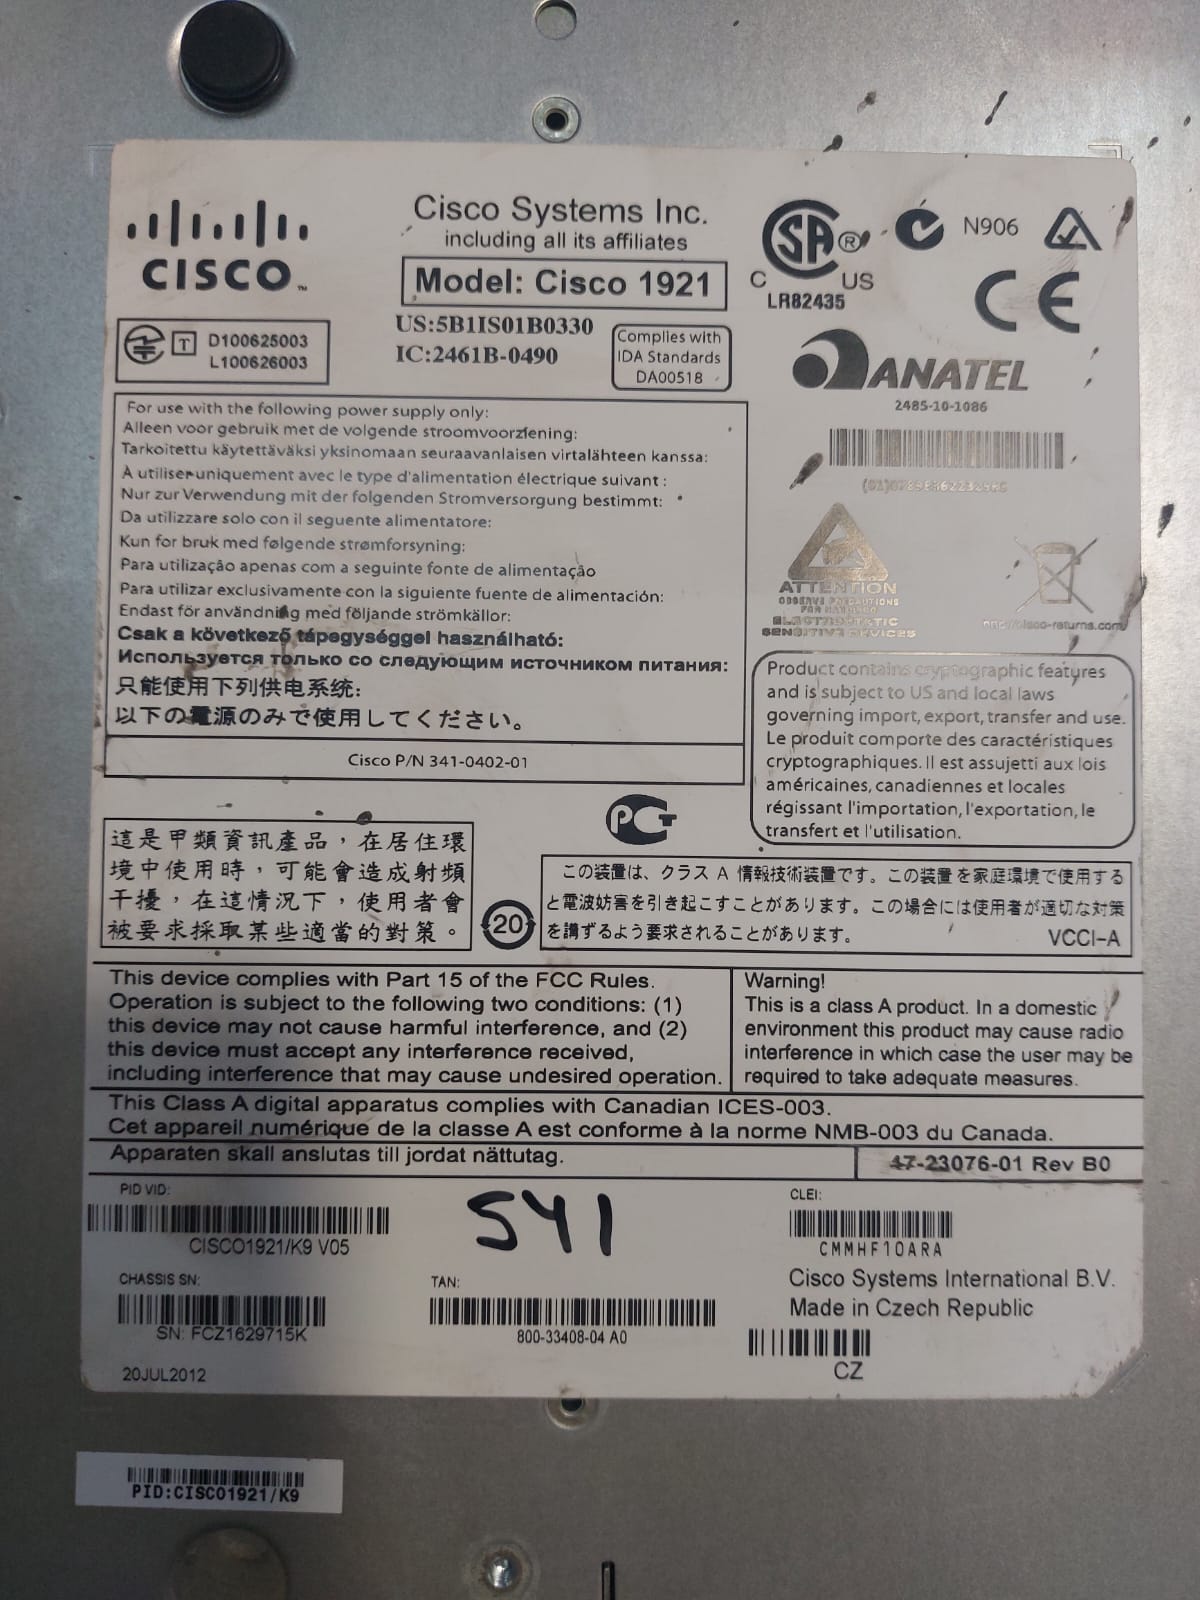 CISCO™
Cisco Systems Inc.
including all its affiliates
Model: Cisco 1921
US:5B1IS01B0330
IC:2461B-0490
Complies with
IDA Standards
DA00518
T D100625003
L100626003
SA®
C US
LR82435
N906
CE
ANATEL
2485-10-1086
For use with the following power supply only:
Alleen voor gebruik met de volgende stroomvoorziening:
Tarkoitettu käytettäväksi yksinomaan seuraavanlaisen virtalähteen kanssa:
À utiliser uniquement avec le type d'alimentation électrique suivant :
Nur zur Verwendung mit der folgenden Stromversorgung bestimmt:
Da utilizzare solo con il seguente alimentatore:
Kun for bruk med følgende strømforsyning:
Para utilização apenas com a seguinte fonte de alimentação
Para utilizar exclusivamente con la siguiente fuente de alimentación:
Endast för användning med följande strömkällor:
Csak a következő tápegységgel használható:
Используется только со следующим источником питания:
只能使用下列供电系统:
以下の電源のみで使用してください。
Cisco P/N 341-0402-01
ATTENTION
OBSERVE PRECAUTIONS
FOR HANDLING
ELECTROSTATIC
SENSITIVE DEVICES
Product contains cryptographic features
and is subject to US and local laws
governing import, export, transfer and use.
Le produit comporte des caractéristiques
cryptographiques. Il est assujetti aux lois
américaines, canadiennes et locales
régissant l'importation, l'exportation, le
transfert et l'utilisation.
這是甲類資訊產品，在居住環
境中使用時，可能會造成射頻
干擾，在這情況下，使用者會
被要求採取某些適當的對策。
20
この装置は、クラス A 情報技術装置です。この装置を家庭環境で使用する
と電波妨害を引き起こすことがあります。この場合には使用者が適切な対策
を講ずるよう要求されることがあります。
VCCI-A
This device complies with Part 15 of the FCC Rules.
Operation is subject to the following two conditions: (1)
this device may not cause harmful interference, and (2)
this device must accept any interference received,
including interference that may cause undesired operation.
Warning!
This is a class A product. In a domestic
environment this product may cause radio
interference in which case the user may be
required to take adequate measures.
This Class A digital apparatus complies with Canadian ICES-003.
Cet appareil numérique de la classe A est conforme à la norme NMB-003 du Canada.
Apparaten skall anslutas till jordat nättutag.
47-23076-01 Rev B0
PID VID:
CISCO1921/K9 V05
541
CLEI:
CMMHF10ARA
CHASSIS SN:
SN: FCZ1629715K
TAN:
800-33408-04 A0
Cisco Systems International B.V.
Made in Czech Republic
CZ
20JUL2012
PID:CISCO1921/K9